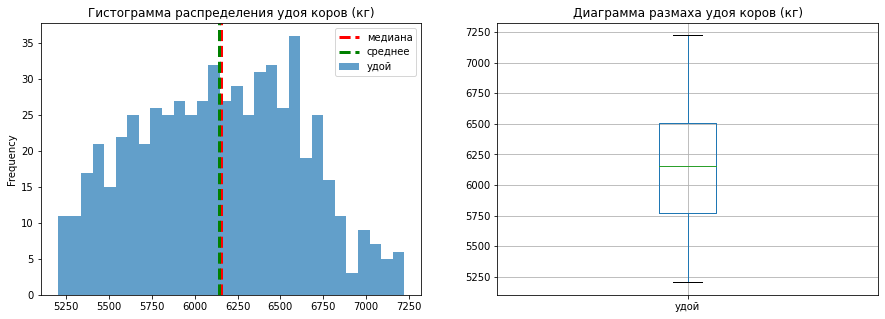 Гистограмма распределения удоя коров (кг)
Frequency
35
30
25
20
15
10
5
0
5250 5500 5750 6000 6250 6500 6750 7000 7250
медиана
среднее
удой
Диаграмма размаха удоя коров (кг)
7250
7000
6750
6500
6250
6000
5750
5500
5250
удой